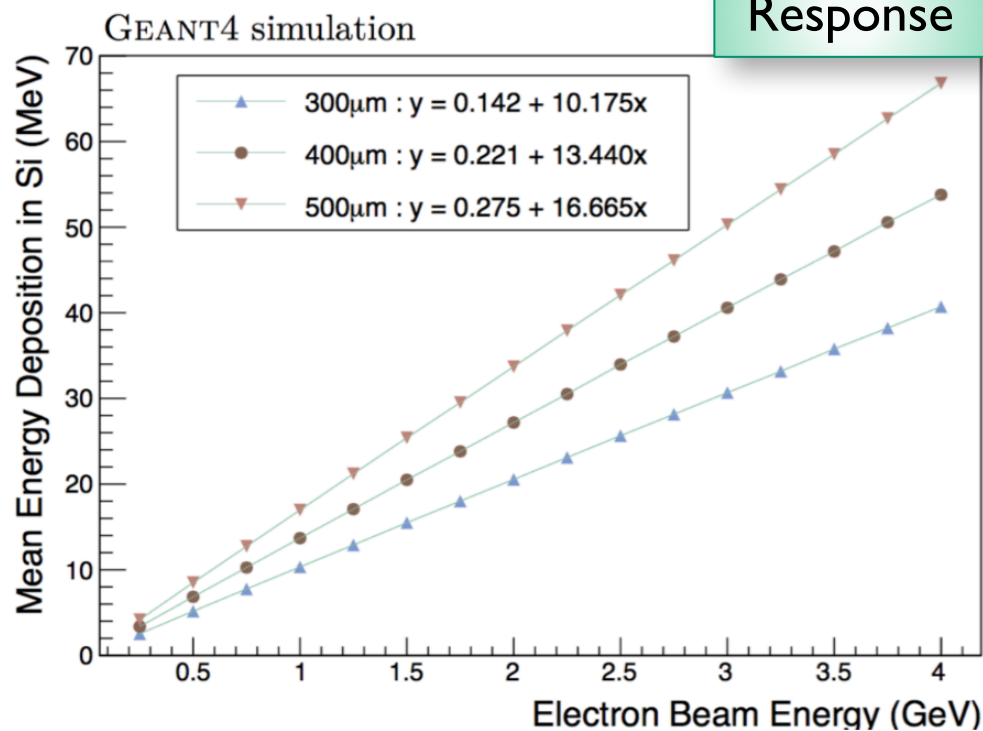 Response
GEANT4 simulation
300μm : y = 0.142 + 10.175x
400μm : y = 0.221 + 13.440x
500μm : y = 0.275 + 16.665x
Mean Energy Deposition in Si (MeV)
70
60
50
40
30
20
10
0
0.5 1 1.5 2 2.5 3 3.5 4
Electron Beam Energy (GeV)